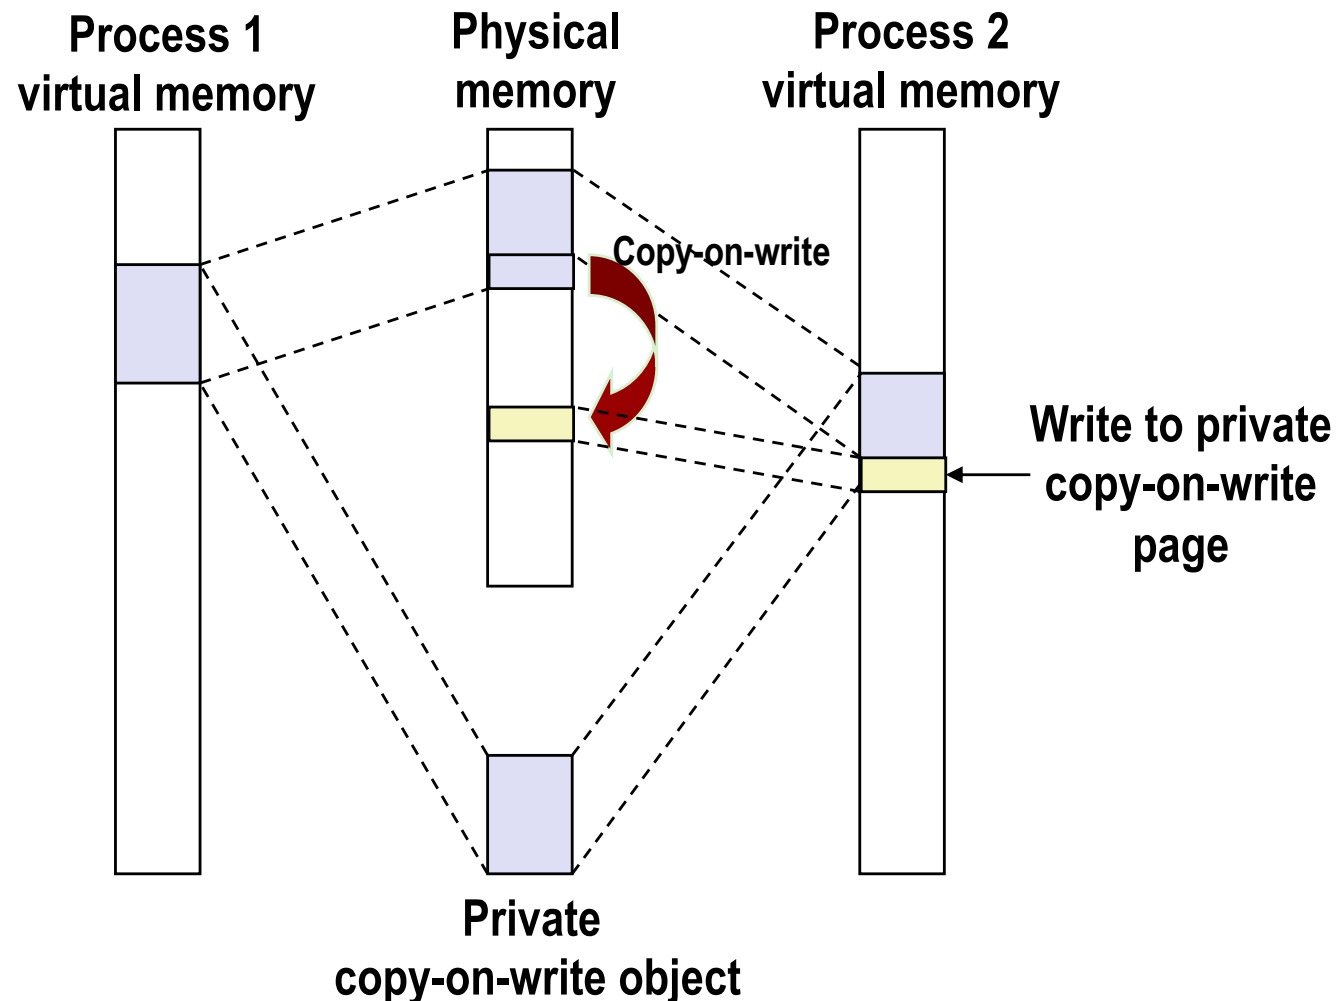 Process 1
virtual memory
Physical
memory
Process 2
virtual memory
Copy-on-write
Write to private
copy-on-write
page
Private
copy-on-write object